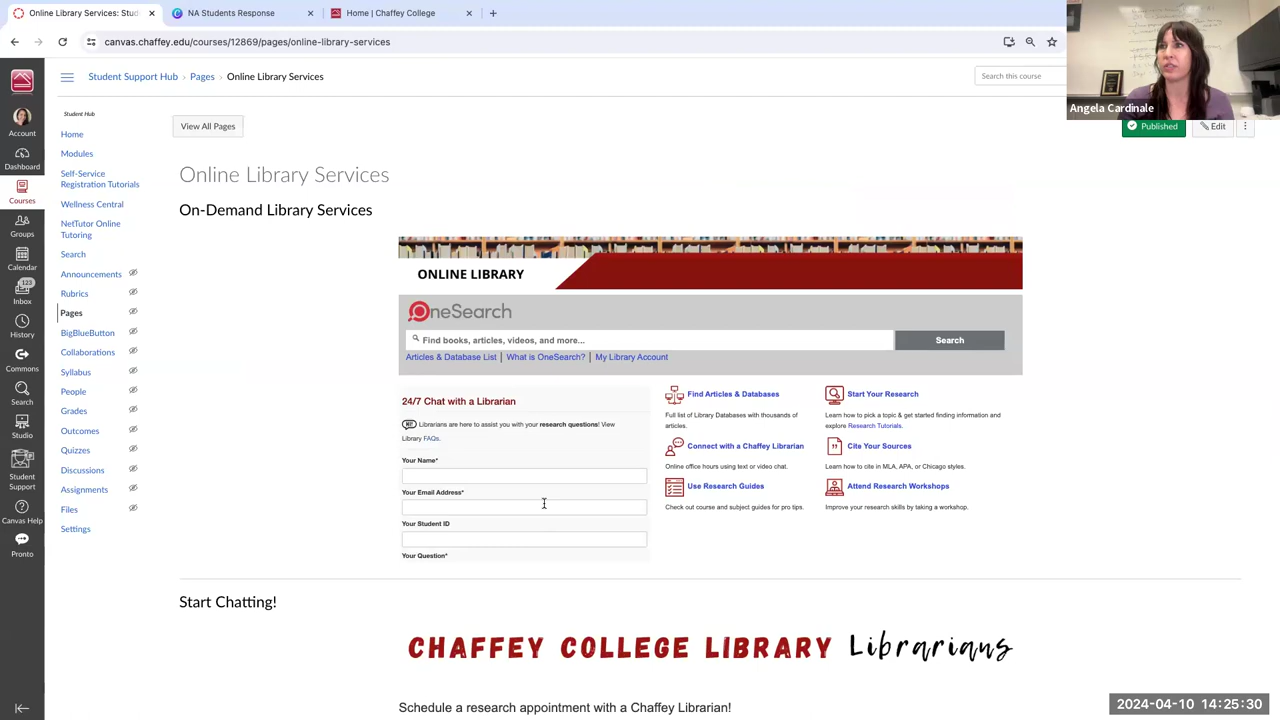 Online Library Services: Stu
NA Support Sessions
Home | Chaffey College
canvas.chaffey.edu/courses/12869/pages/online-library-services
Student Support Hub › Pages › Online Library Services
Search this course
Angela Cardinale
Student Hub
View All Pages
Published
Edit
Account
Dashboard
Courses
Groups
Calendar
123
Inbox
History
Commons
Search
Studio
Student
Support
Canvas Help
Pronto
Home
Modules
Self-Service
Registration Tutorials
Wellness Central
NetTutor Online
Tutoring
Search
Announcements
Rubrics
Pages
BigBlueButton
Collaborations
Syllabus
People
Grades
Outcomes
Quizzes
Discussions
Assignments
Files
Settings
Online Library Services
On-Demand Library Services
ONLINE LIBRARY
OneSearch
Find books, articles, videos, and more...
Search
Articles & Database List | What is OneSearch? | My Library Account
24/7 Chat with a Librarian
Librarians are here to assist you with your research questions! View
Library FAQs.
Your Name*
Your Email Address*
Your Student ID
Your Question*
Find Articles & Databases
Full list of Library Databases with thousands of
articles.
Connect with a Chaffey Librarian
Online office hours using text or video chat.
Use Research Guides
Check out course and subject guides for pro tips.
Start Your Research
Learn how to pick a topic & get started finding information and
explore Research Tutorials.
Cite Your Sources
Learn how to cite in MLA, APA, or Chicago styles.
Attend Research Workshops
Improve your research skills by taking a workshop.
Start Chatting!
CHAFFEY COLLEGE LIBRARY Librarians
Schedule a research appointment with a Chaffey Librarian!
2024-04-10 14:25:30